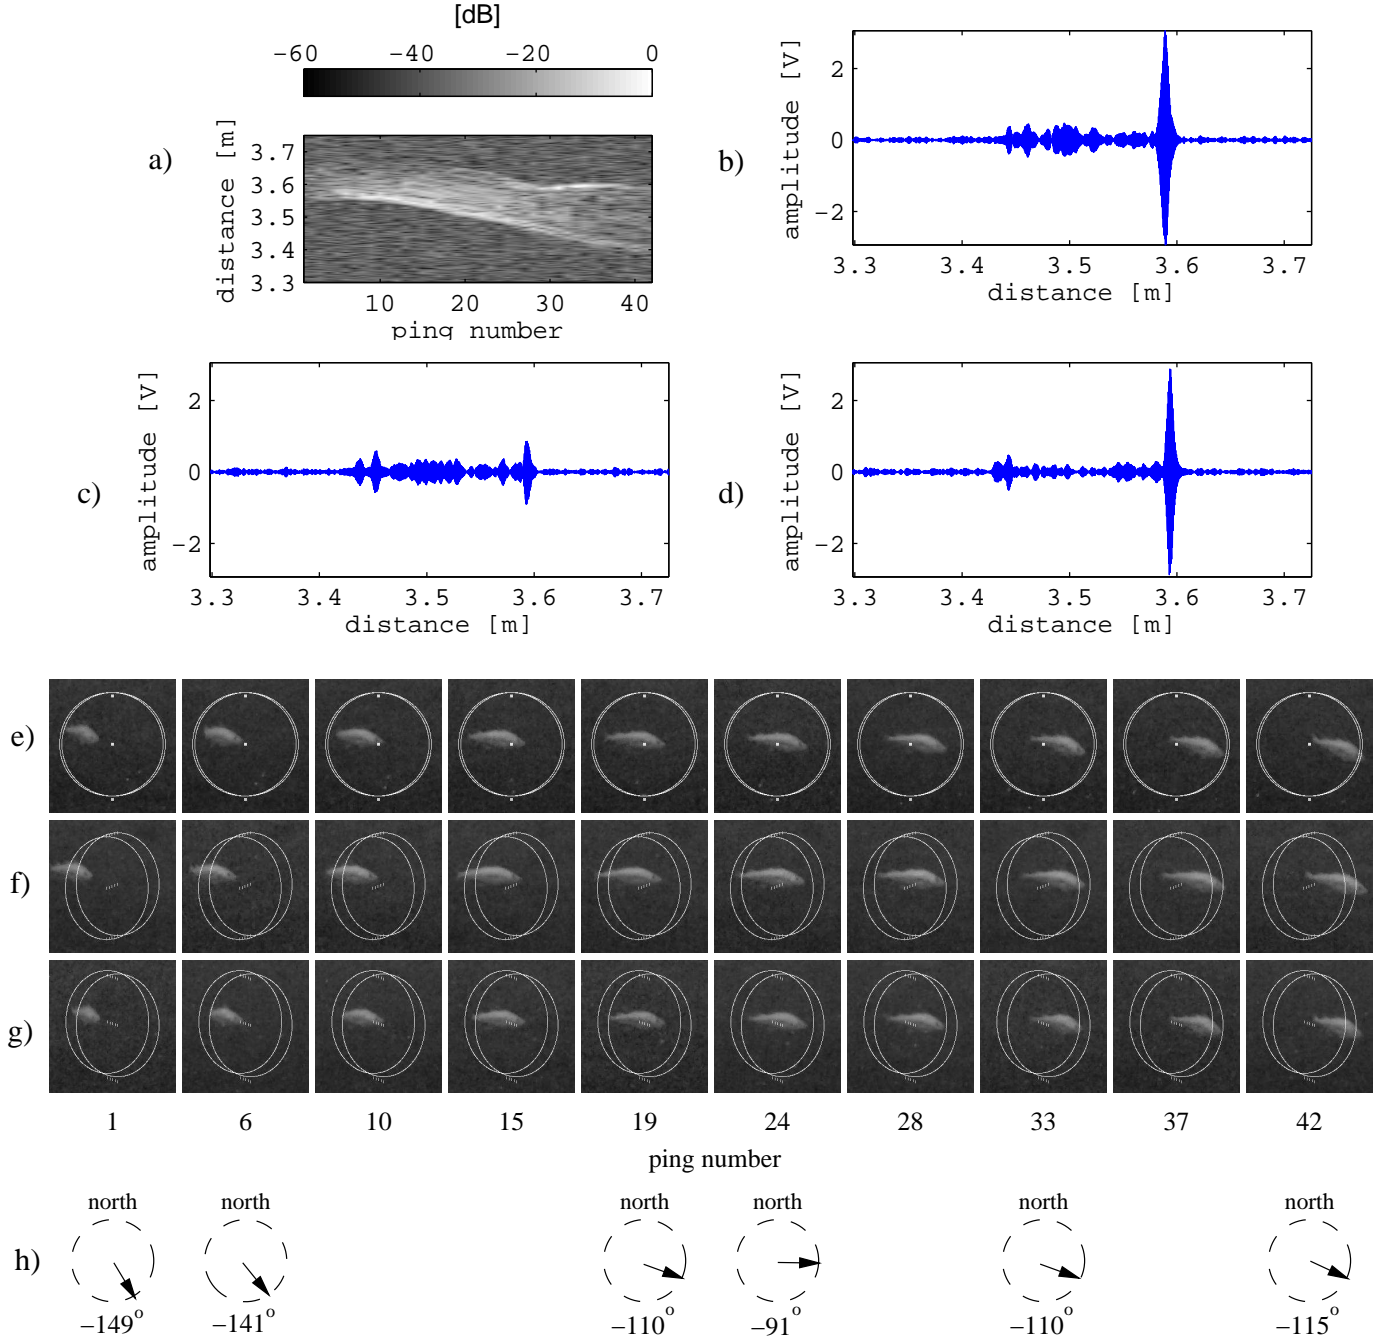 [dB]
−60 −40 −20 0
a)
distance [m]
3.7
3.6
3.5
3.4
3.3
10 20 30 40
ping number
b)
amplitude [V]
2
0
−2
3.3 3.4 3.5 3.6 3.7
distance [m]
c)
amplitude [V]
2
0
−2
3.3 3.4 3.5 3.6 3.7
distance [m]
d)
amplitude [V]
2
0
−2
3.3 3.4 3.5 3.6 3.7
distance [m]
e)
f)
g)
1 6 10 15 19 24 28 33 37 42
ping number
h)
north north north north north north
−149° −141° −110° −91° −110° −115°